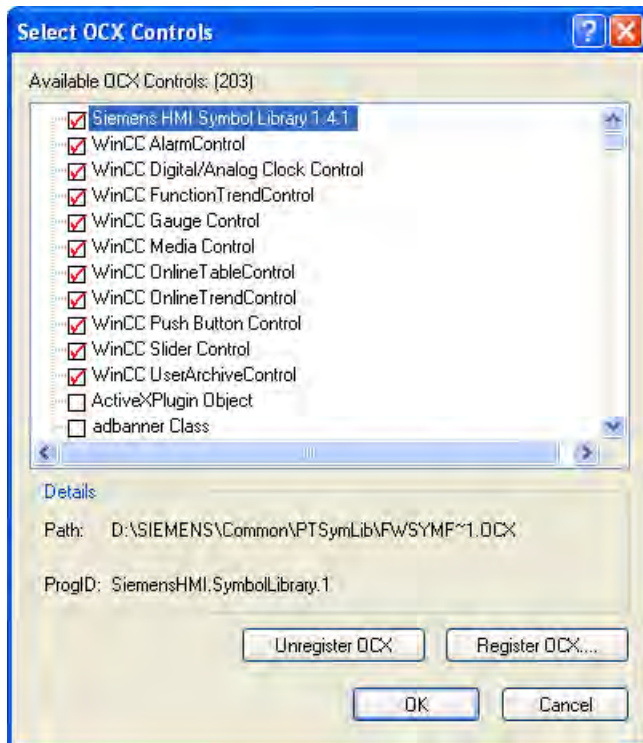 Select OCX Controls
Available OCX Controls: (203)
Siemens HMI Symbol Library 1.4.1
WinCC AlarmControl
WinCC Digital/Analog Clock Control
WinCC FunctionTrendControl
WinCC Gauge Control
WinCC Media Control
WinCC OnlineTableControl
WinCC OnlineTrendControl
WinCC Push Button Control
WinCC Slider Control
WinCC UserArchiveControl
ActiveXPlugin Object
adbanner Class
Details
Path: D:\SIEMENS\Common\PTSymLib\FWSYMF~1.OCX
ProgID: SiemensHMI.SymbolLibrary.1
Unregister OCX Register OCX....
OK Cancel